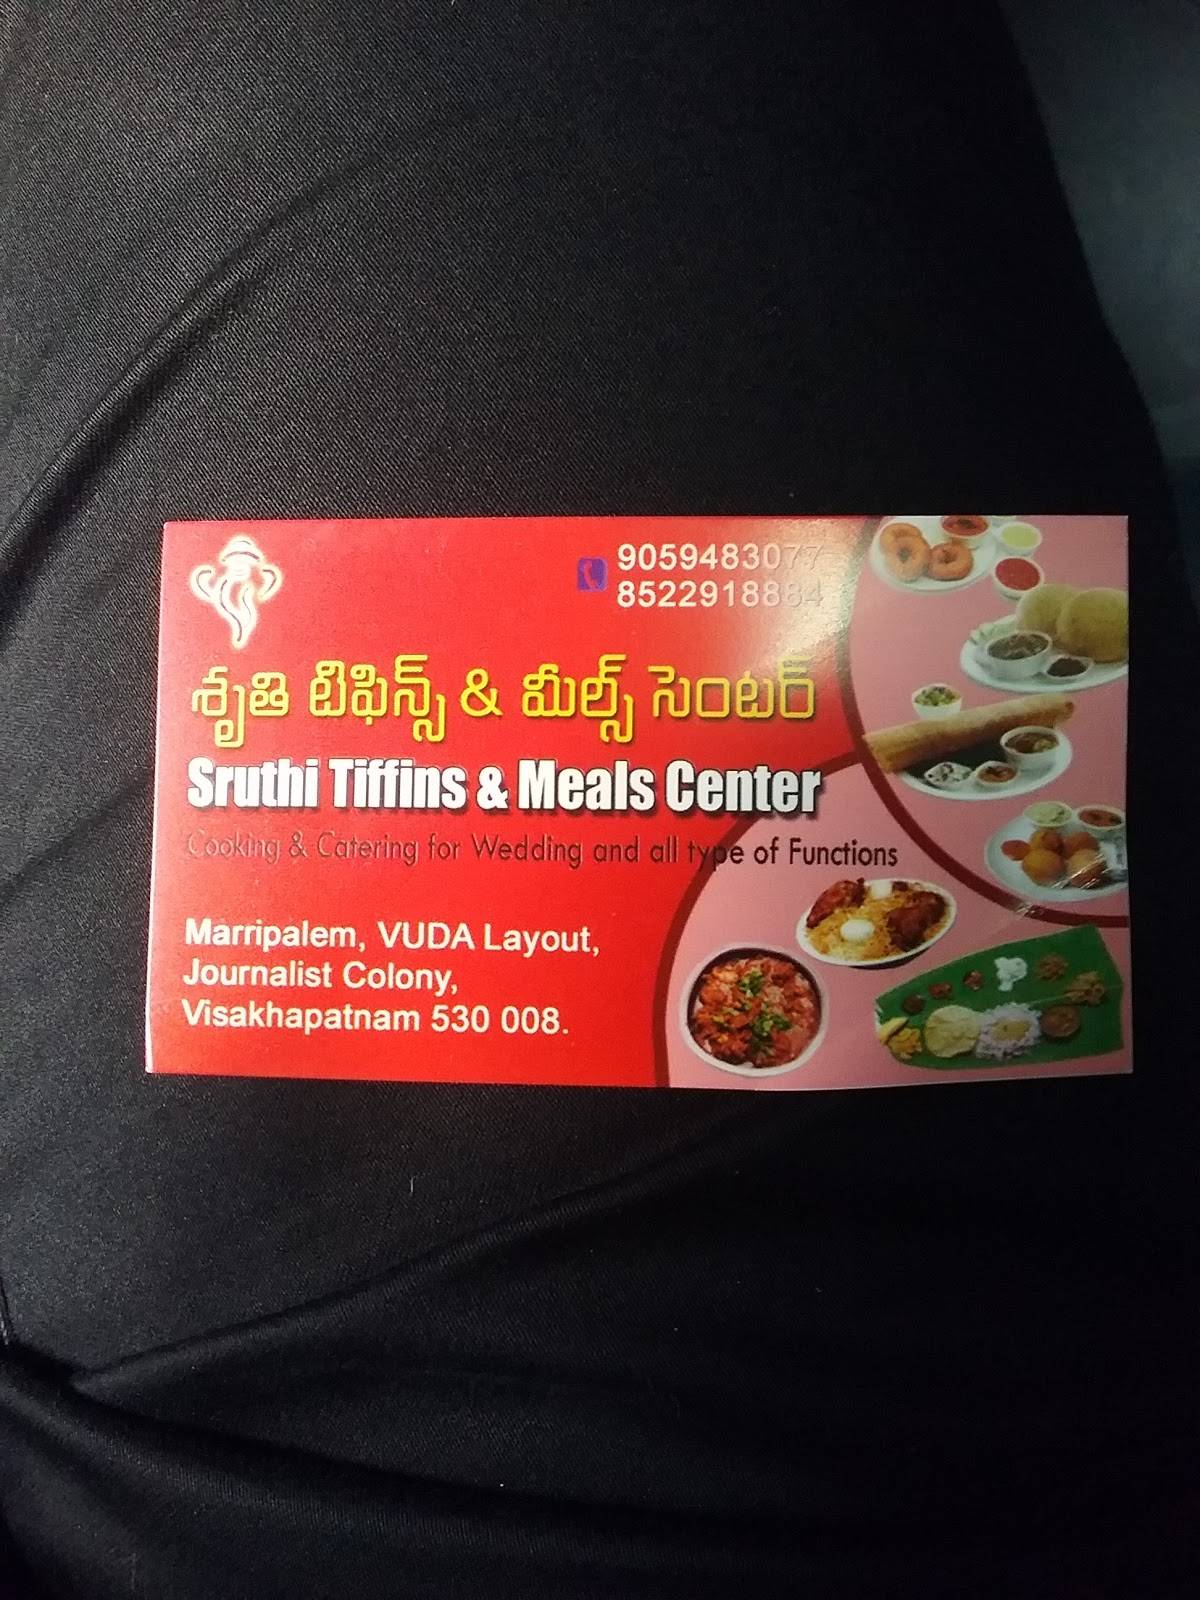 9059483077
8522918884
శృతి టిఫిన్స్ & మీల్స్ సెంటర్
Sruthi Tiffins & Meals Center
Cooking & Catering for Wedding and all type of Functions
Marripalem, VUDA Layout,
Journalist Colony,
Visakhapatnam 530 008.